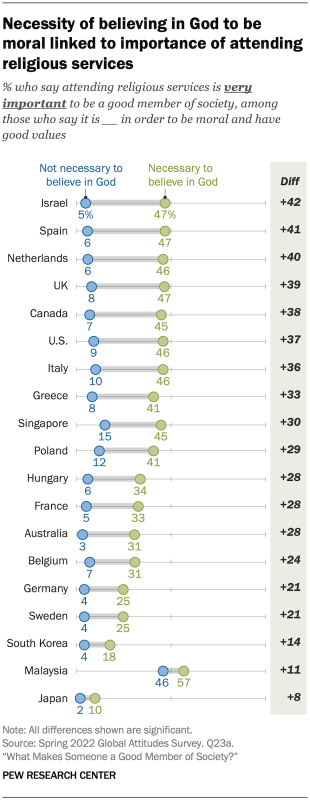 Necessity of believing in God to be
moral linked to importance of attending
religious services
% who say attending religious services is very
important to be a good member of society, among
those who say it is __ in order to be moral and have
good values
Not necessary to Necessary to
believe in God believe in God Diff
Israel 5% 47% +42
Spain 6 47 +41
Netherlands 6 46 +40
UK 8 47 +39
Canada 7 45 +38
U.S. 9 46 +37
Italy 10 46 +36
Greece 8 41 +33
Singapore 15 45 +30
Poland 12 41 +29
Hungary 6 34 +28
France 5 33 +28
Australia 3 31 +28
Belgium 7 31 +24
Germany 4 25 +21
Sweden 4 25 +21
South Korea 4 18 +14
Malaysia 46 57 +11
Japan 2 10 +8
Note: All differences shown are significant.
Source: Spring 2022 Global Attitudes Survey. Q23a.
“What Makes Someone a Good Member of Society?”
PEW RESEARCH CENTER